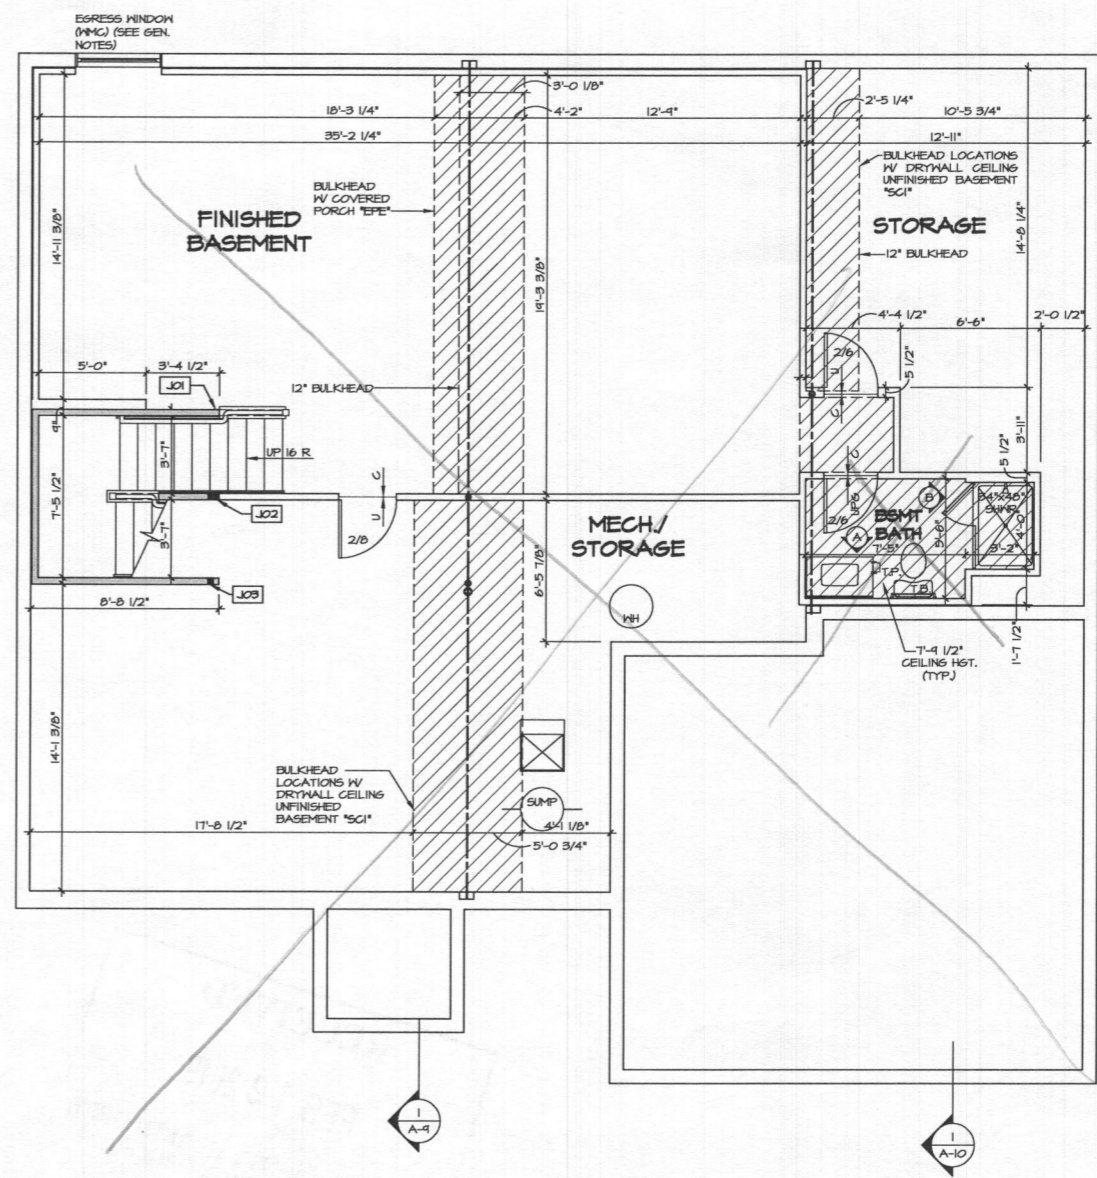 EGRESS WINDOW
(WMC) (SEE GEN.
NOTES)
3'-0 1/8"
18'-3 1/4"
4'-2"
12'-9"
2'-5 1/4"
10'-5 3/4"
35'-2 1/4"
12'-11"
BULKHEAD LOCATIONS
W/ DRYWALL CEILING
UNFINISHED BASEMENT
"SCI"
BULKHEAD
W/ COVERED
PORCH "EPE"
FINISHED
BASEMENT
STORAGE
14'-11 3/8"
14'-8 1/4"
12" BULKHEAD
19'-3 3/8"
4'-4 1/2"
6'-6"
2'-0 1/2"
5'-0"
3'-4 1/2"
2/6
U
5 1/2"
J01
12" BULKHEAD
C
9"
UP 16 R
3'-7"
3'-11"
5 1/2"
7'-5 1/2"
C
U
J02
3'-7"
2/8
MECH./
STORAGE
C
UPG
2/6
B
A
BSMT
BATH
7'-5"
5'-6"
34"x48"
SHWR.
4'-0"
3'-2"
T.P.
T.B.
J03
8'-8 1/2"
6'-5 7/8"
WH
1'-7 1/2"
7'-9 1/2"
CEILING HGT.
(TYP.)
14'-1 3/8"
BULKHEAD
LOCATIONS W/
DRYWALL CEILING
UNFINISHED
BASEMENT "SCI"
SUMP
17'-8 1/2"
4'-1 1/8"
5'-0 3/4"
1
A-9
1
A-10